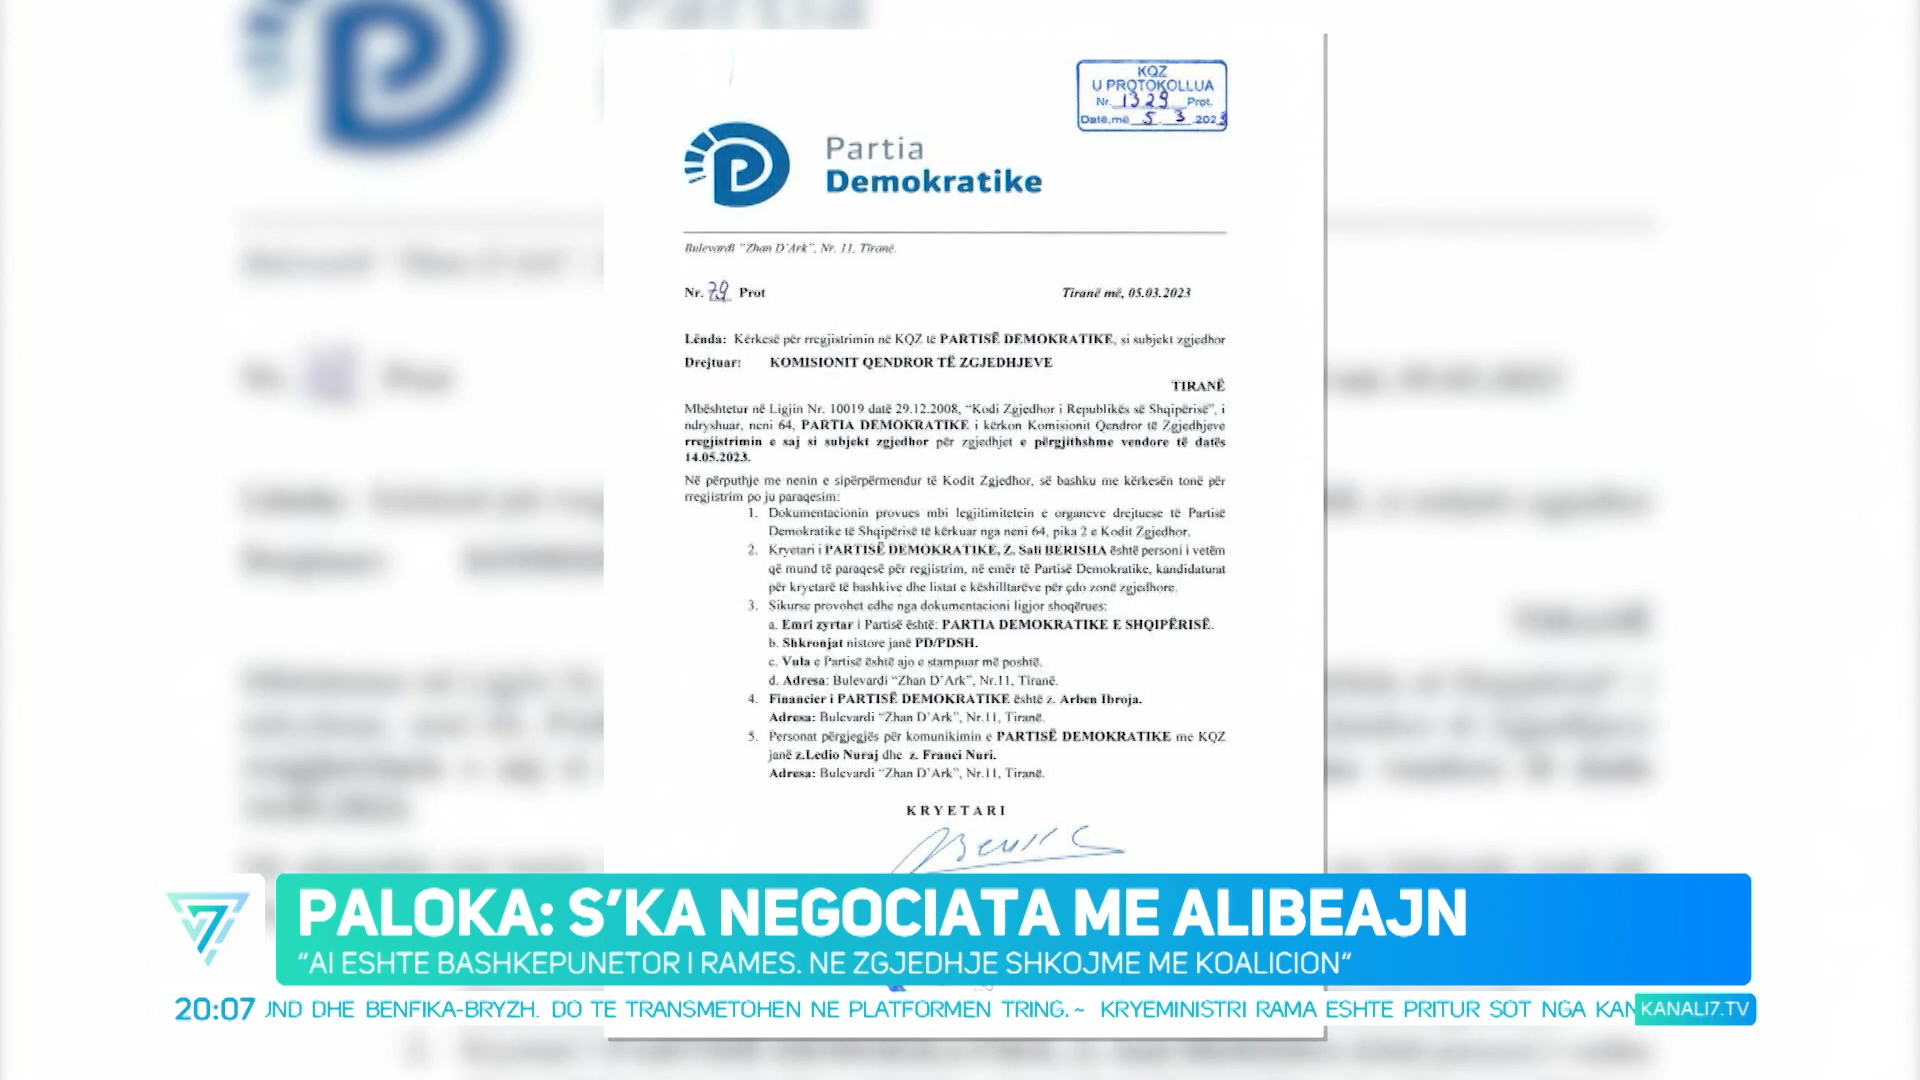 KQZ
U PROTOKOLLUA
Nr. 1329 Prot.
Datë,më 5. 3 .2023
Partia
Demokratike
Bulevardi "Zhan D'Ark", Nr. 11, Tiranë.
Nr. 79 Prot Tiranë më, 05.03.2023
Lënda: Kërkesë për rregjistrimin në KQZ të PARTISË DEMOKRATIKE, si subjekt zgjedhor
Drejtuar: KOMISIONIT QENDROR TË ZGJEDHJEVE
TIRANË
Mbështetur në Ligjin Nr. 10019 datë 29.12.2008, "Kodi Zgjedhor i Republikës së Shqipërisë", i
ndryshuar, neni 64, PARTIA DEMOKRATIKE i kërkon Komisionit Qendror të Zgjedhjeve
rregjistrimin e saj si subjekt zgjedhor për zgjedhjet e përgjithshme vendore të datës
14.05.2023.
Në përputhje me nenin e sipërpërmendur të Kodit Zgjedhor, së bashku me kërkesën tonë për
rregjistrim po ju paraqesim:
1. Dokumentacionin provues mbi legjitimitetein e organeve drejtuese të Partisë
Demokratike të Shqipërisë të kërkuar nga neni 64, pika 2 e Kodit Zgjedhor.
2. Kryetari i PARTISË DEMOKRATIKE, Z. Sali BERISHA është personi i vetëm
që mund të paraqesë për regjistrim, në emër të Partisë Demokratike, kandidaturat
për kryetarë të bashkive dhe listat e këshilltarëve për çdo zonë zgjedhore.
3. Sikurse provohet edhe nga dokumentacioni ligjor shoqërues:
a. Emri zyrtar i Partisë është: PARTIA DEMOKRATIKE E SHQIPËRISË.
b. Shkronjat nistore janë PD/PDSH.
c. Vula e Partisë është ajo e stampuar më poshtë.
d. Adresa: Bulevardi "Zhan D'Ark", Nr.11, Tiranë.
4. Financier i PARTISË DEMOKRATIKE është z. Arben Ibroja.
Adresa: Bulevardi "Zhan D'Ark", Nr.11, Tiranë.
5. Personat përgjegjës për komunikimin e PARTISË DEMOKRATIKE me KQZ
janë z.Ledio Nuraj dhe z. Franci Nuri.
Adresa: Bulevardi "Zhan D'Ark", Nr.11, Tiranë.
KRYETARI
PALOKA: S'KA NEGOCIATA ME ALIBEAJN
"AI ESHTE BASHKEPUNETOR I RAMES. NE ZGJEDHJE SHKOJME ME KOALICION"
20:07 UND DHE BENFIKA-BRYZH. DO TE TRANSMETOHEN NE PLATFORMEN TRING.~ KRYEMINISTRI RAMA ESHTE PRITUR SOT NGA KAN
KANALI7.TV